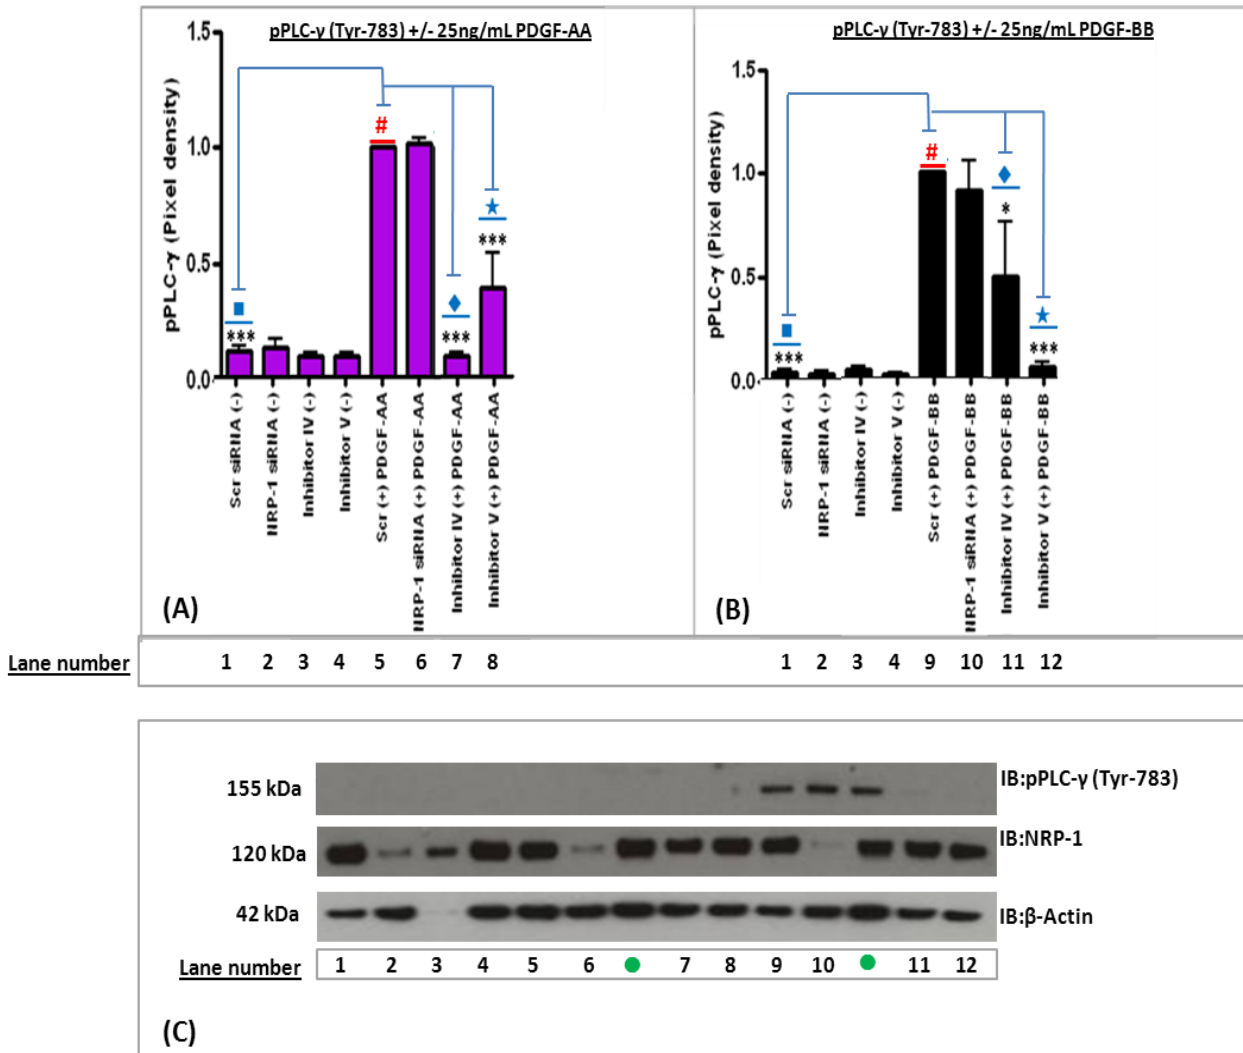 pPLC-γ (Tyr-783) +/- 25ng/mL PDGF-AA
pPLC-γ (Pixel density)
1.5
1.0
0.5
0.0
#
***
***
***
Scr siRNA (-)
NRP-1 siRNA (-)
Inhibitor IV (-)
Inhibitor V (-)
Scr (+) PDGF-AA
NRP-1 siRNA (+) PDGF-AA
Inhibitor IV (+) PDGF-AA
Inhibitor V (+) PDGF-AA
(A)
pPLC-γ (Tyr-783) +/- 25ng/mL PDGF-BB
pPLC-γ (Pixel density)
1.5
1.0
0.5
0.0
#
***
*
***
Scr siRNA (-)
NRP-1 siRNA (-)
Inhibitor IV (-)
Inhibitor V (-)
Scr (+) PDGF-BB
NRP-1 siRNA (+) PDGF-BB
Inhibitor IV (+) PDGF-BB
Inhibitor V (+) PDGF-BB
(B)
Lane number 1 2 3 4 5 6 7 8 1 2 3 4 9 10 11 12
155 kDa IB:pPLC-γ (Tyr-783)
120 kDa IB:NRP-1
42 kDa IB:β-Actin
Lane number 1 2 3 4 5 6 7 8 9 10 11 12
(C)